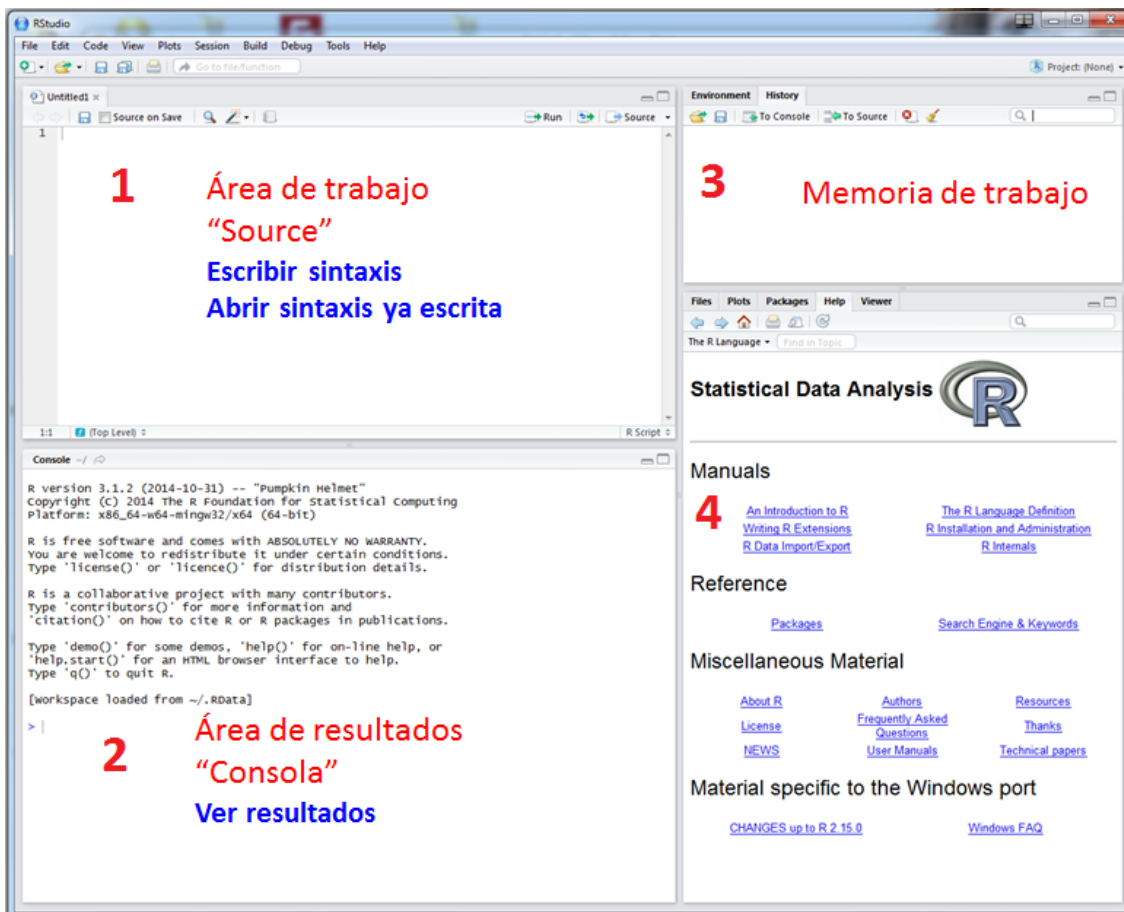 RStudio
File Edit Code View Plots Session Build Debug Tools Help
Go to file/function
Project: (None)
Untitled1
Source on Save
Run
Source
1
1
Área de trabajo
“Source”
Escribir sintaxis
Abrir sintaxis ya escrita
1:1
(Top Level)
R Script
Console ~/
R version 3.1.2 (2014-10-31) -- "Pumpkin Helmet"
Copyright (C) 2014 The R Foundation for Statistical Computing
Platform: x86_64-w64-mingw32/x64 (64-bit)
R is free software and comes with ABSOLUTELY NO WARRANTY.
You are welcome to redistribute it under certain conditions.
Type 'license()' or 'licence()' for distribution details.
R is a collaborative project with many contributors.
Type 'contributors()' for more information and
'citation()' on how to cite R or R packages in publications.
Type 'demo()' for some demos, 'help()' for on-line help, or
'help.start()' for an HTML browser interface to help.
Type 'q()' to quit R.
[Workspace loaded from ~/.RData]
>
2
Área de resultados
“Consola”
Ver resultados
Environment History
To Console To Source
3
Memoria de trabajo
Files Plots Packages Help Viewer
The R Language Find in Topic
Statistical Data Analysis R
Manuals
4
An Introduction to R The R Language Definition
Writing R Extensions R Installation and Administration
R Data Import/Export R Internals
Reference
Packages Search Engine & Keywords
Miscellaneous Material
About R Authors Resources
License Frequently Asked Questions Thanks
NEWS User Manuals Technical papers
Material specific to the Windows port
CHANGES up to R 2.15.0 Windows FAQ